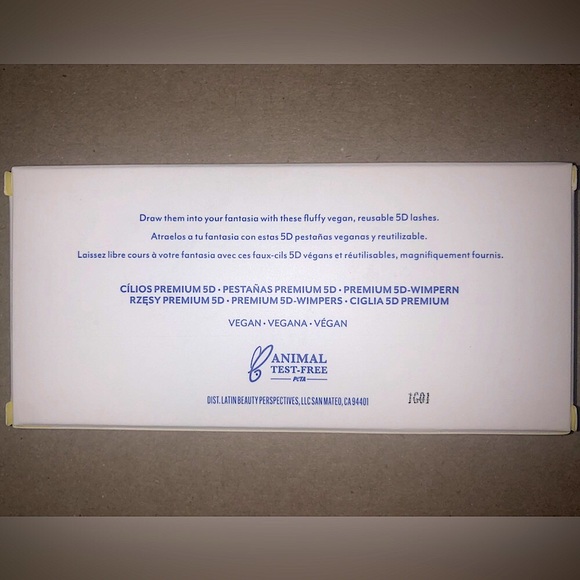 Draw them into your fantasia with these fluffy vegan, reusable 5D lashes.
Atraelos a tu fantasia con estas 5D pestañas veganas y reutilizable.
Laissez libre cours à votre fantasia avec ces faux-cils 5D végans et réutilisables, magnifiquement fournis.
CÍLIOS PREMIUM 5D • PESTAÑAS PREMIUM 5D • PREMIUM 5D-WIMPERN
RZĘSY PREMIUM 5D • PREMIUM 5D-WIMPERS • CIGLIA 5D PREMIUM
VEGAN • VEGANA • VÉGAN
ANIMAL
TEST-FREE
PETA
DIST. LATIN BEAUTY PERSPECTIVES, LLC SAN MATEO, CA 94401
1G01